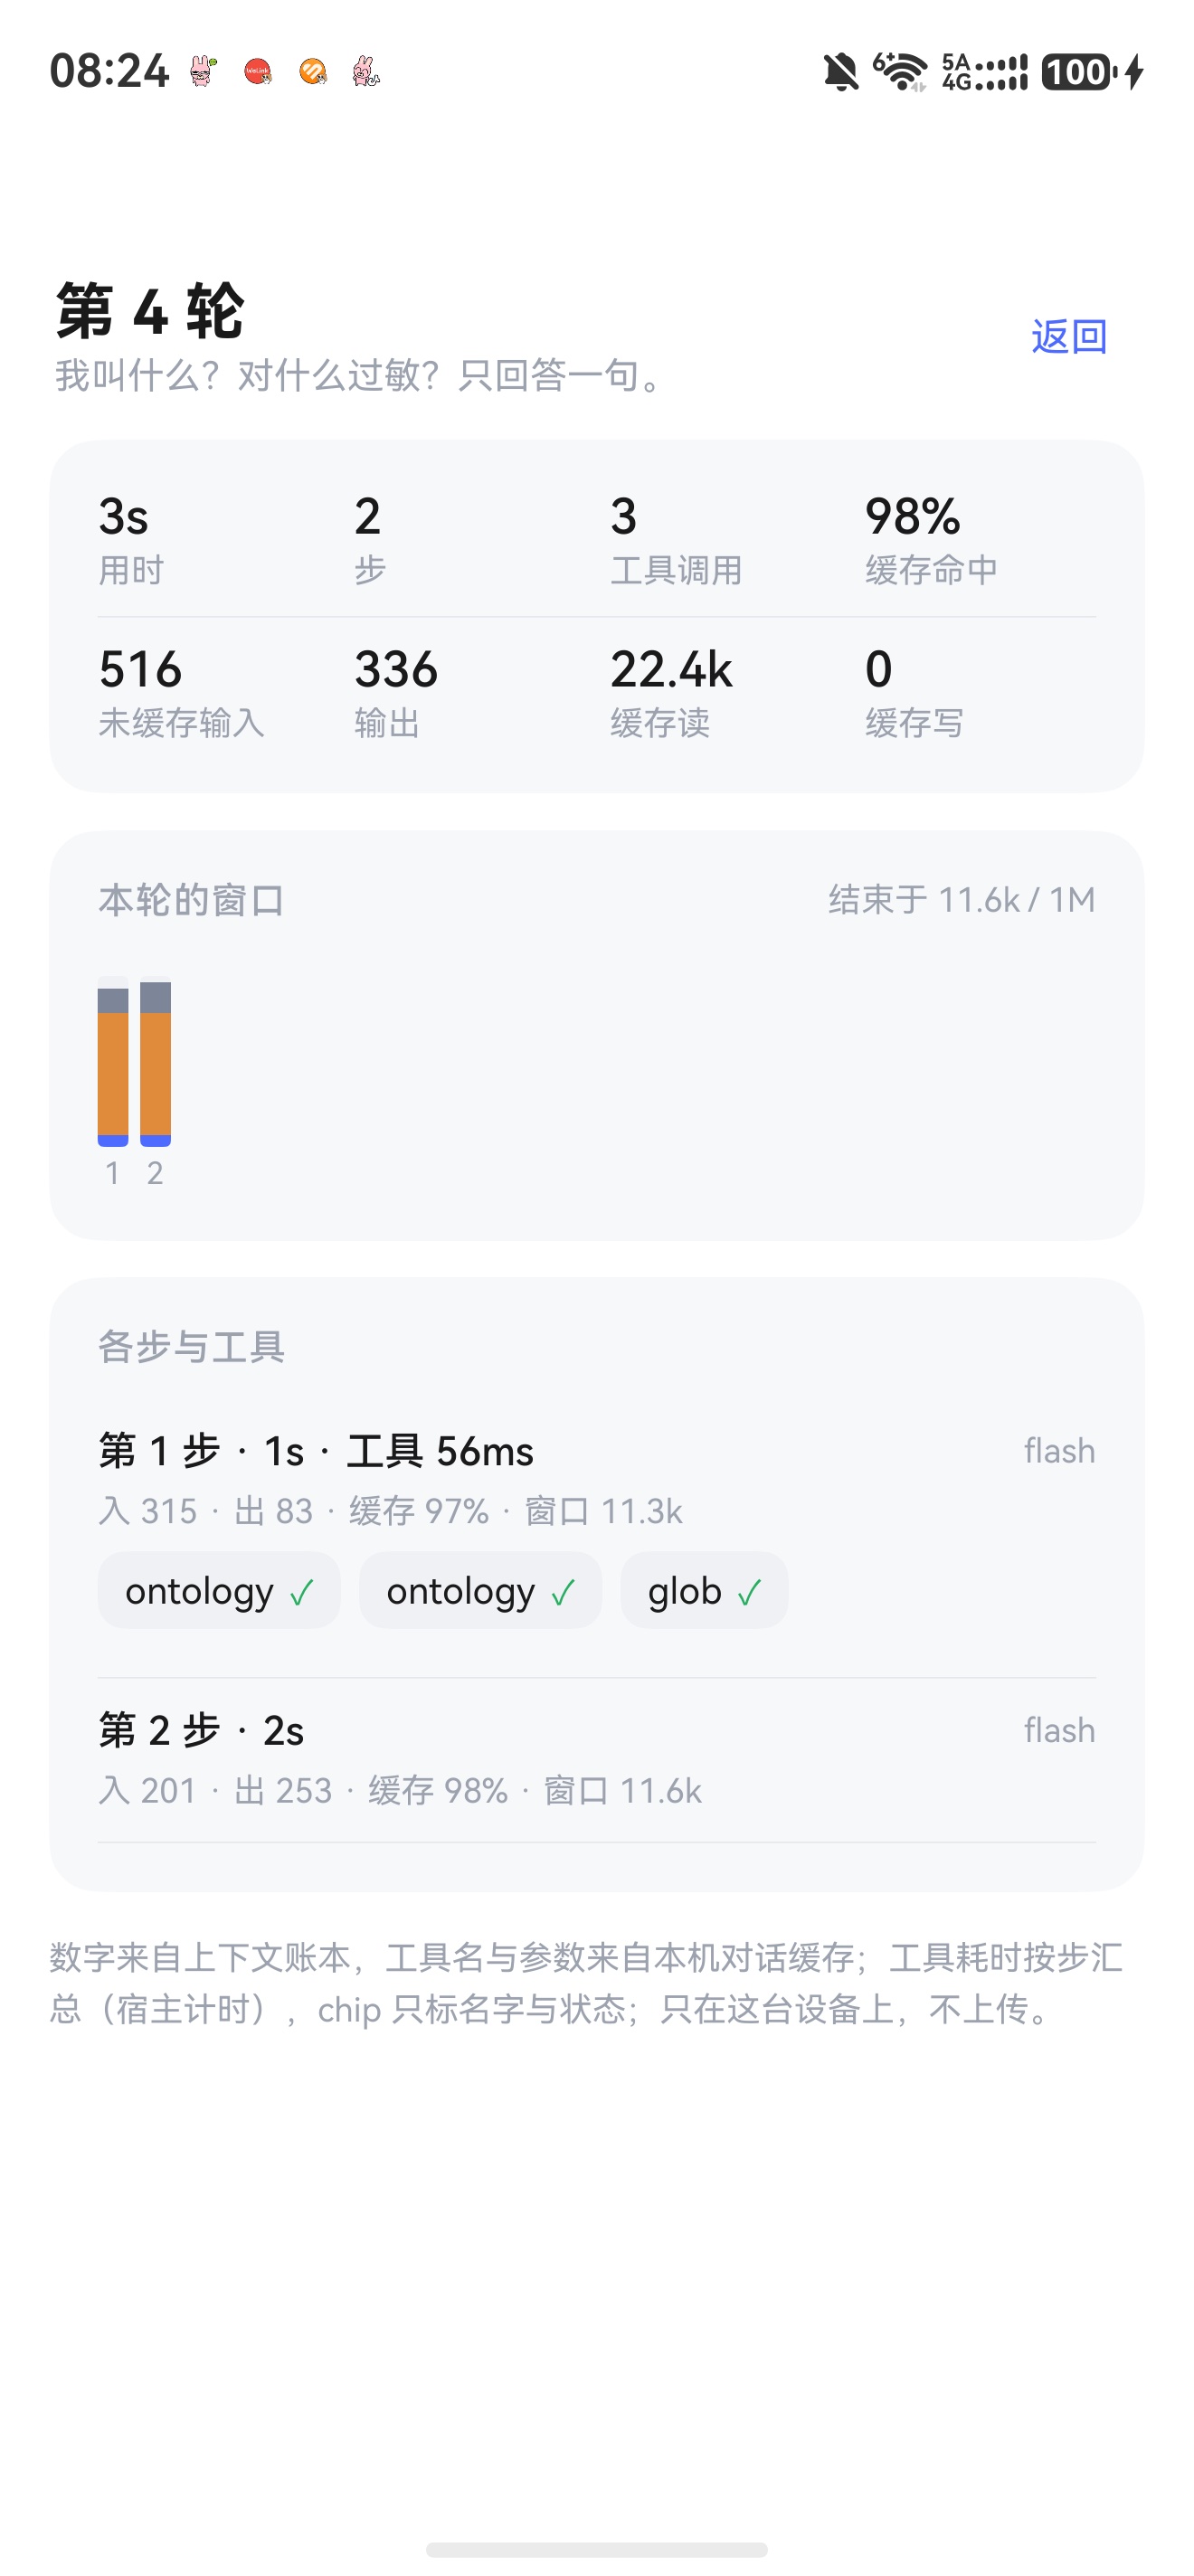 08:24
6+
5A
4G
100
第 4 轮
返回
我叫什么？对什么过敏？只回答一句。
3s 2 3 98%
用时 步 工具调用 缓存命中
516 336 22.4k 0
未缓存输入 输出 缓存读 缓存写
本轮的窗口 结束于 11.6k / 1M
1 2
各步与工具
第 1 步 · 1s · 工具 56ms flash
入 315 · 出 83 · 缓存 97% · 窗口 11.3k
ontology ✓ ontology ✓ glob ✓
第 2 步 · 2s flash
入 201 · 出 253 · 缓存 98% · 窗口 11.6k
数字来自上下文账本，工具名与参数来自本机对话缓存；工具耗时按步汇
总（宿主计时），chip 只标名字与状态；只在这台设备上，不上传。